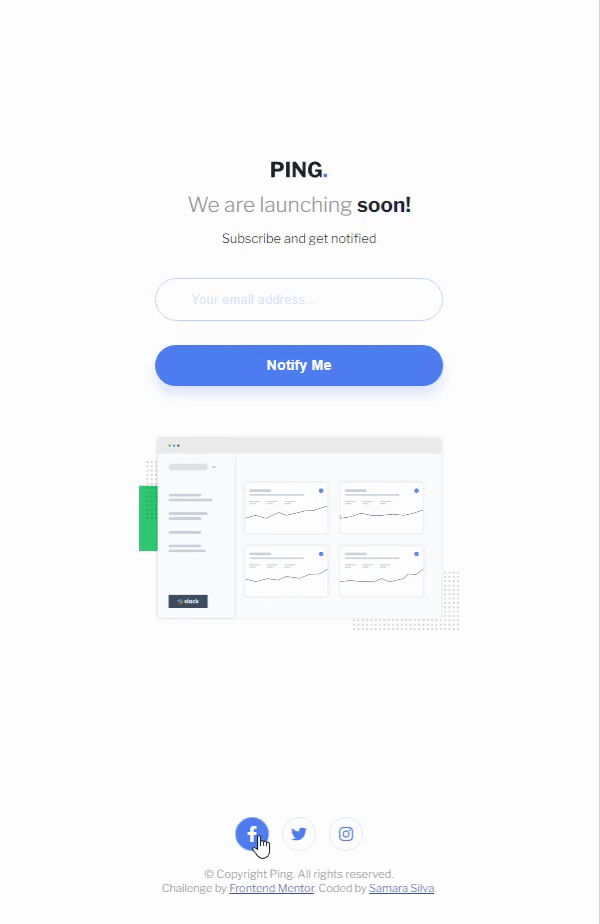 PING.
We are launching soon!
Subscribe and get notified
Your email address...
Notify Me
slack
© Copyright Ping. All rights reserved.
Challenge by Frontend Mentor. Coded by Samara Silva.